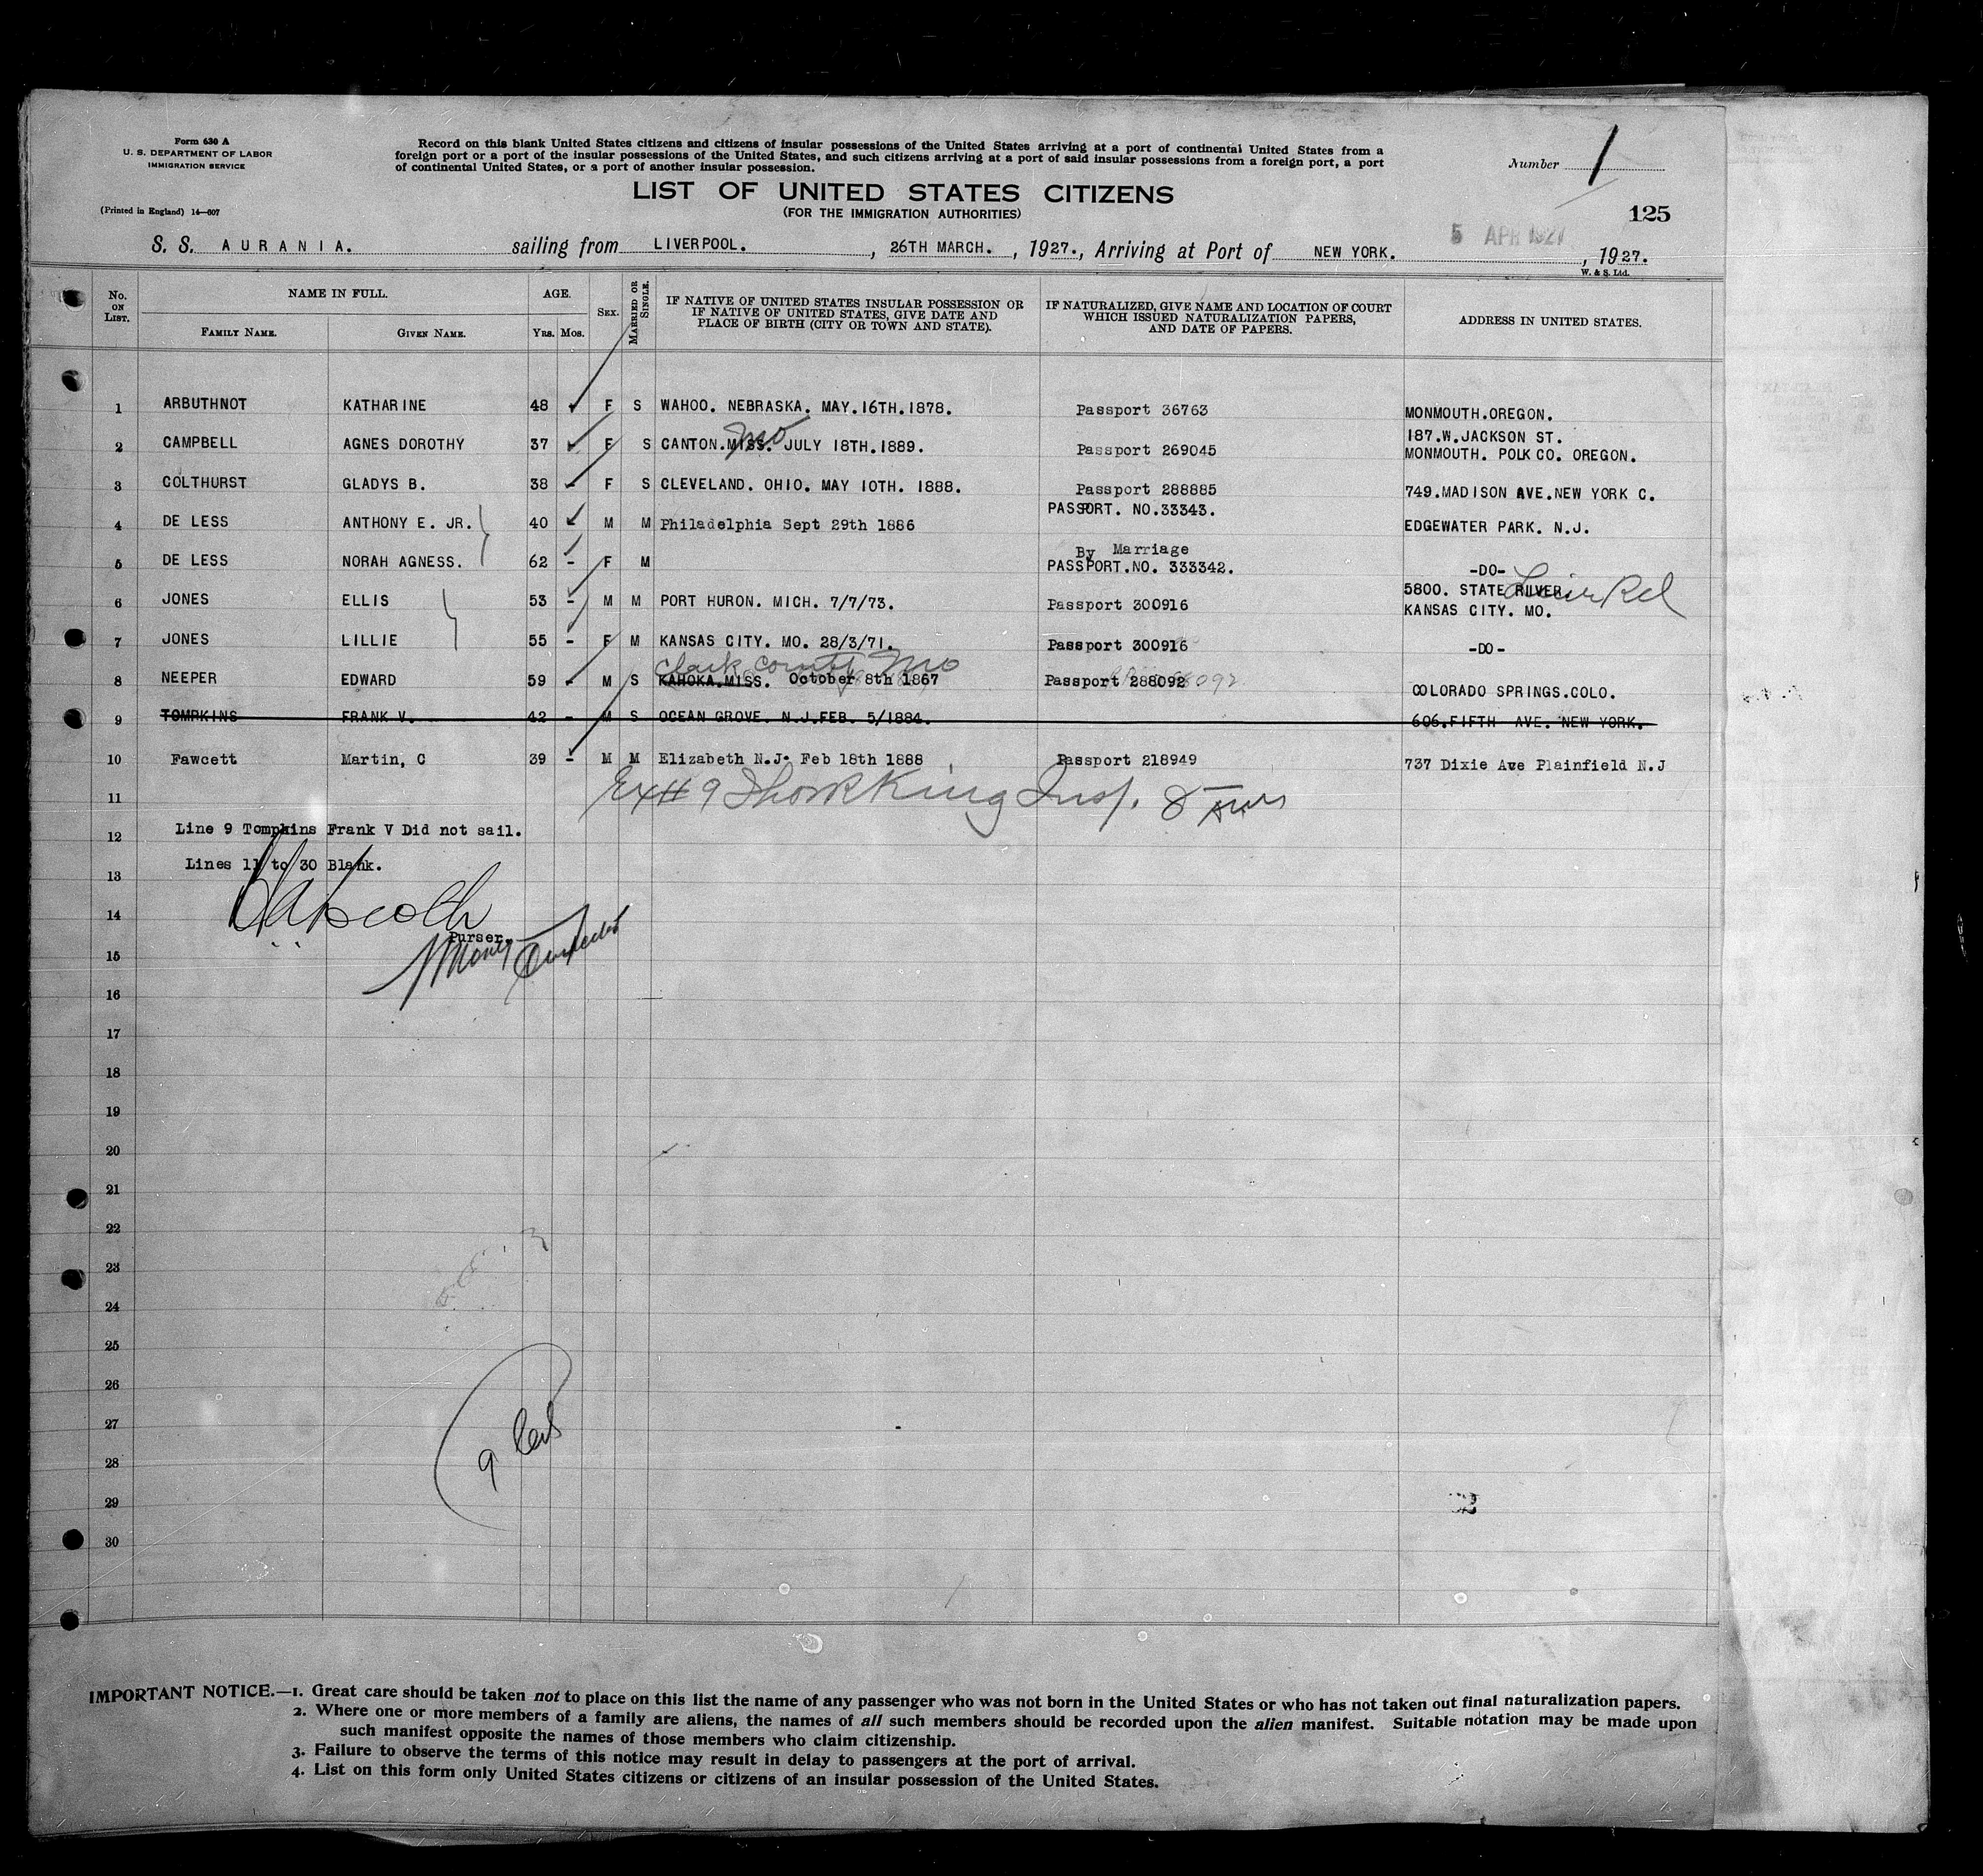 Form 630 A
U. S. DEPARTMENT OF LABOR
IMMIGRATION SERVICE
(Printed in England) 14—607
Record on this blank United States citizens and citizens of insular possessions of the United States arriving at a port of continental United States from a
foreign port or a port of the insular possessions of the United States, and such citizens arriving at a port of said insular possessions from a foreign port, a port
of continental United States, or a port of another insular possession.
Number 1
LIST OF UNITED STATES CITIZENS
(FOR THE IMMIGRATION AUTHORITIES)
125
S. S. AURANIA. sailing from LIVERPOOL. , 26TH MARCH. , 1927., Arriving at Port of NEW YORK. 5 APR 1927 , 1927.
W. & S. Ltd.
No. ON LIST. NAME IN FULL. FAMILY NAME. GIVEN NAME. AGE. Yrs. Mos. SEX. MARRIED OR SINGLE. IF NATIVE OF UNITED STATES INSULAR POSSESSION OR IF NATIVE OF UNITED STATES, GIVE DATE AND PLACE OF BIRTH (CITY OR TOWN AND STATE). IF NATURALIZED, GIVE NAME AND LOCATION OF COURT WHICH ISSUED NATURALIZATION PAPERS, AND DATE OF PAPERS. ADDRESS IN UNITED STATES.
1 ARBUTHNOT KATHARINE 48 F S WAHOO. NEBRASKA. MAY.16TH.1878. Passport 36763 MONMOUTH.OREGON.
2 CAMPBELL AGNES DOROTHY 37 F S CANTON.MISS. Mo JULY 18TH.1889. Passport 269045 187.W.JACKSON ST.
MONMOUTH. POLK CO. OREGON.
3 COLTHURST GLADYS B. 38 - F S CLEVELAND. OHIO. MAY 10TH. 1888. Passport 288885 749.MADISON AVE.NEW YORK C.
4 DE LESS ANTHONY E. JR. 40 - M M Philadelphia Sept 29th 1886 PASSPORT. NO.33343. EDGEWATER PARK. N.J.
5 DE LESS NORAH AGNESS. 62 - F M By Marriage
PASSPORT.NO. 333342. -DO-
6 JONES ELLIS 53 - M M PORT HURON. MICH. 7/7/73. Passport 300916 5800. STATE RILVER.
KANSAS CITY. MO.
7 JONES LILLIE 55 - F M KANSAS CITY. MO. 28/3/71. Passport 300916 -DO-
Clark County Mo
8 NEEPER EDWARD 59 - M S KAHOKA.MISS. October 8th 1867 Passport 288092 COLORADO SPRINGS.COLO.
9 TOMPKINS FRANK V. 42 - M S OCEAN GROVE. N.J.FEB. 5/1884. 606.FIFTH AVE. NEW YORK.
10 Fawcett Martin, C 39 - M M Elizabeth N.J. Feb 18th 1888 Passport 218949 737 Dixie Ave Plainfield N.J
11
12 Line 9 Tompkins Frank V Did not sail.
Lines 11 to 30 Blank.
13
14
Purser.
15
16
17
18
19
20
21
22
23
24
25
26
27
28
29
30
IMPORTANT NOTICE.—1. Great care should be taken not to place on this list the name of any passenger who was not born in the United States or who has not taken out final naturalization papers.
2. Where one or more members of a family are aliens, the names of all such members should be recorded upon the alien manifest. Suitable notation may be made upon
such manifest opposite the names of those members who claim citizenship.
3. Failure to observe the terms of this notice may result in delay to passengers at the port of arrival.
4. List on this form only United States citizens or citizens of an insular possession of the United States.